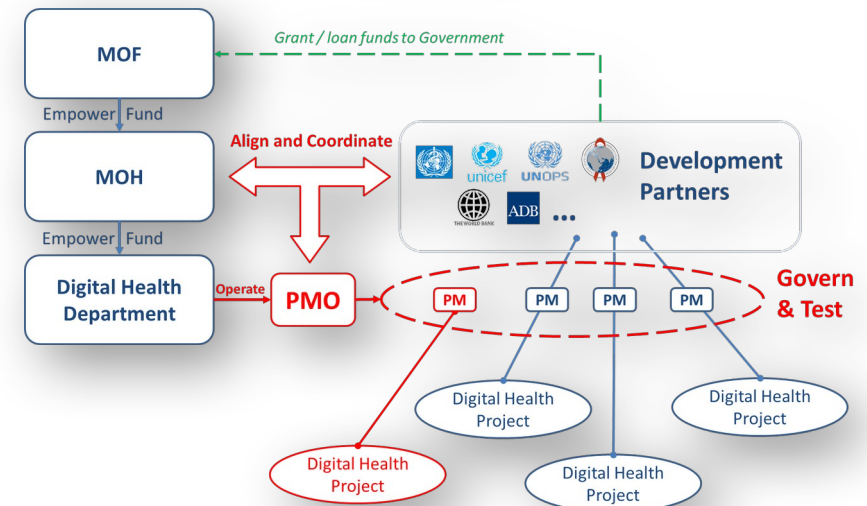 Grant / loan funds to Government
MOF
Empower Fund
MOH
Align and Coordinate
unicef
UNOPS
THE WORLD BANK
ADB
...
Development
Partners
Empower Fund
Digital Health
Department
Operate
PMO
PM
PM
PM
PM
Govern
& Test
Digital Health
Project
Digital Health
Project
Digital Health
Project
Digital Health
Project